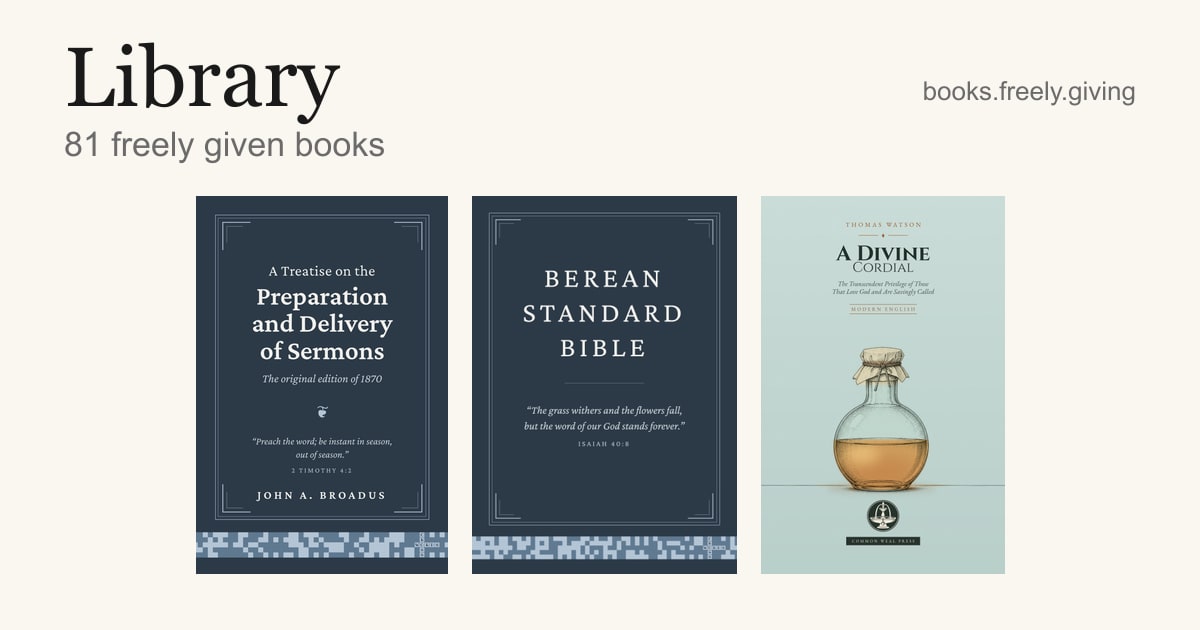 Library
books.freely.giving
81 freely given books
A Treatise on the
Preparation
and Delivery
of Sermons
The original edition of 1870
“Preach the word; be instant in season,
out of season.”
2 TIMOTHY 4:2
JOHN A. BROADUS
BEREAN
STANDARD
BIBLE
“The grass withers and the flowers fall,
but the word of our God stands forever.”
ISAIAH 40:8
THOMAS WATSON
A DIVINE
CORDIAL
The Transcendent Privilege of Those
That Love God and Are Savingly Called
MODERN ENGLISH
COMMON WEAL PRESS